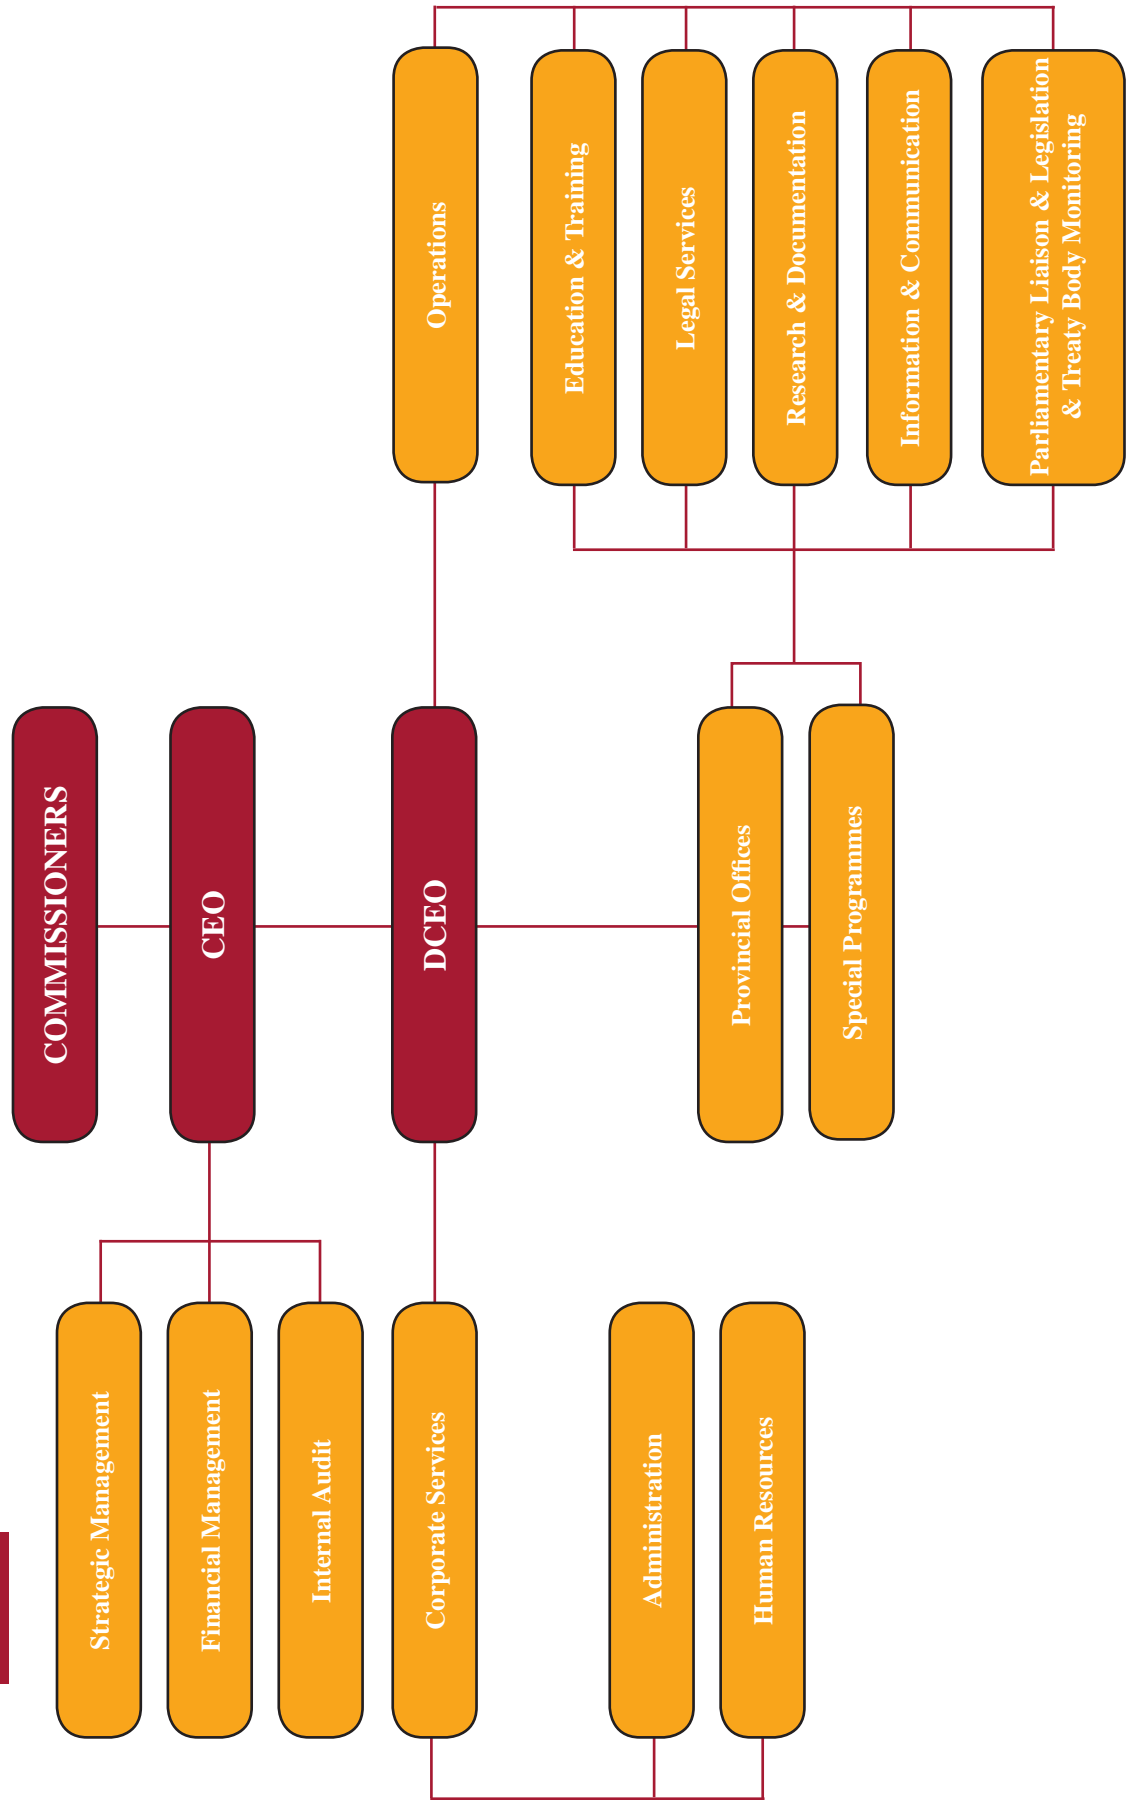 COMMISSIONERS
CEO
Strategic Management
Financial Management
Internal Audit
DCEO
Corporate Services
Operations
Administration
Human Resources
Provincial Offices
Special Programmes
Education & Training
Legal Services
Research & Documentation
Information & Communication
Parliamentary Liaison & Legislation
& Treaty Body Monitoring